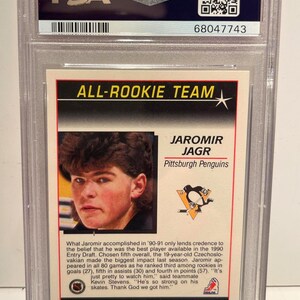 PSA
68047743
ALL-ROOKIE TEAM
JAROMIR
JAGR
Pittsburgh Penguins
What Jaromir accomplished in '90-91 only lends credence to
the belief that he was the best player available in the 1990
Entry Draft. Chosen fifth overall, the 19-year-old Czechoslo-
vakian made the biggest impact last season. Jaromir ap-
peared in all 80 games as he ranked third among rookies in
goals (27), fifth in assists (30) and fourth in points (57). "It's
just pretty to watch him," said teammate
Kevin Stevens. "He's so strong on his
skates. Thank God we got him."